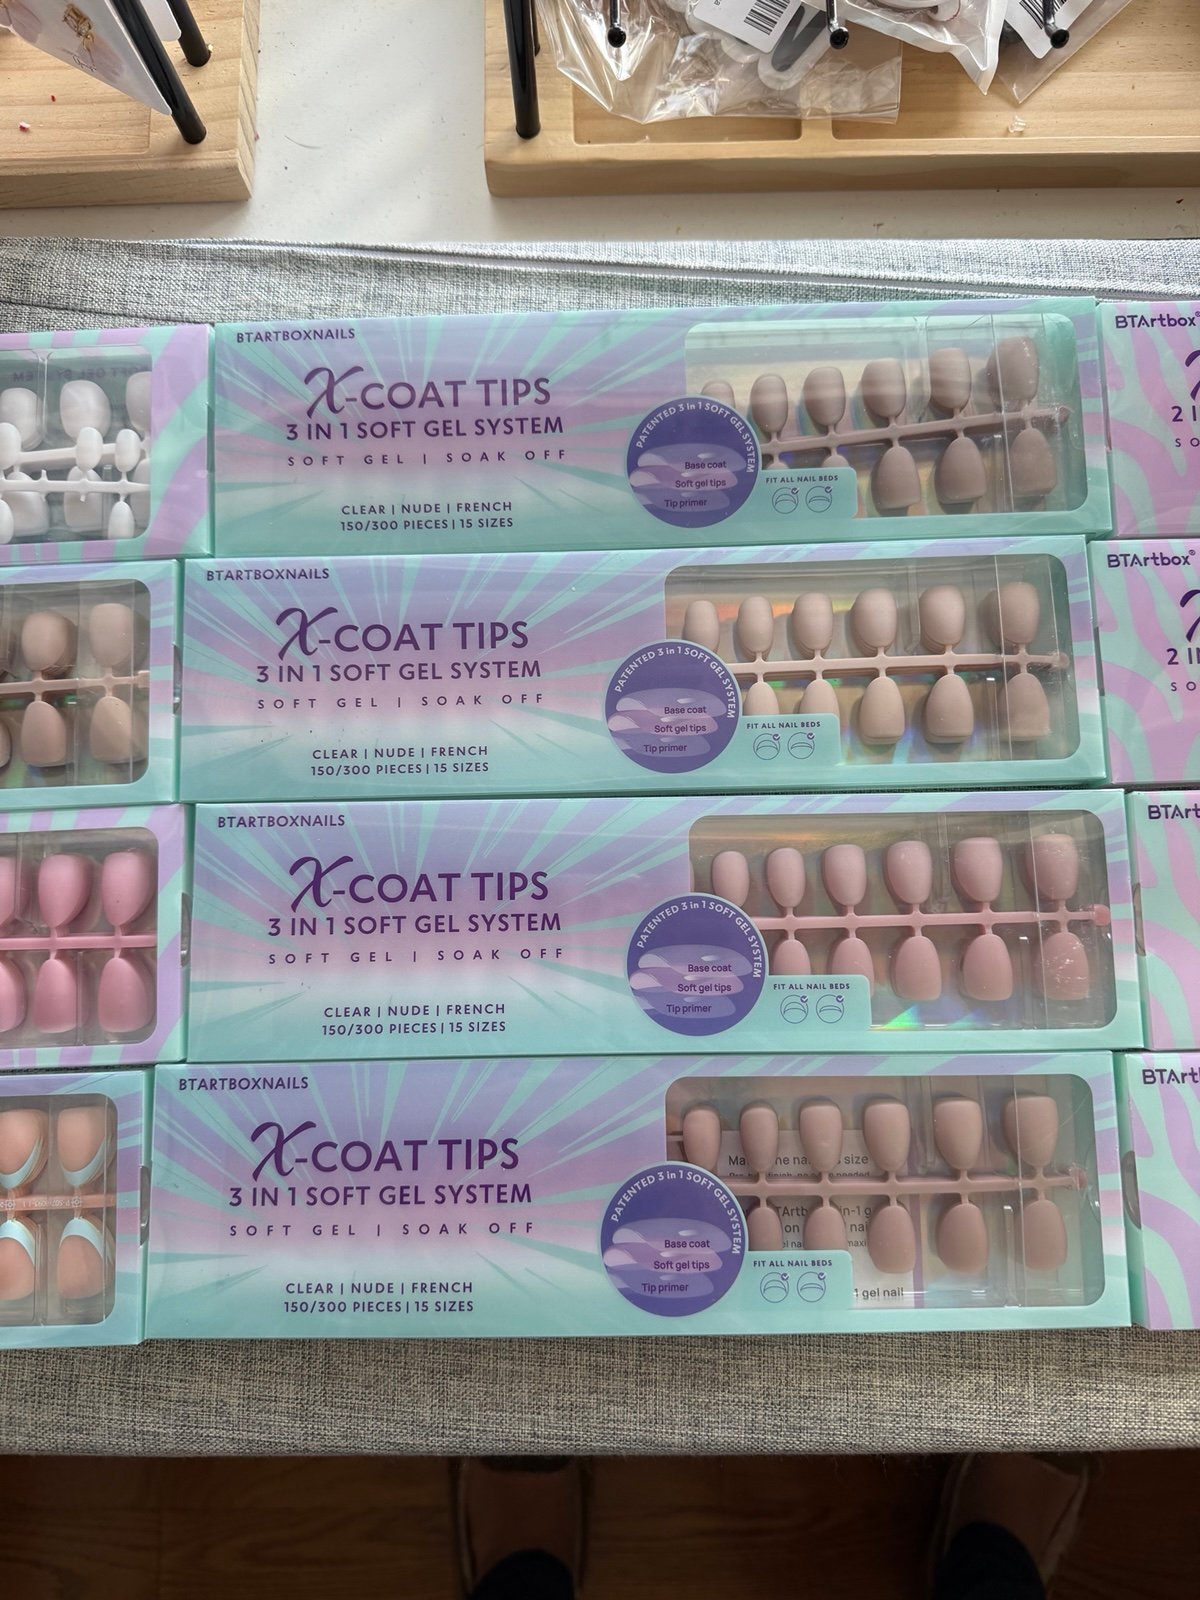 BTARTBOXNAILS
X-COAT TIPS
3 IN 1 SOFT GEL SYSTEM
SOFT GEL | SOAK OFF
CLEAR | NUDE | FRENCH
150/300 PIECES | 15 SIZES
PATENTED 3 in 1 SOFT GEL SYSTEM
Base coat
Soft gel tips
Tip primer
FIT ALL NAIL BEDS
BTArtbox®
2 I
SO
BTARTBOXNAILS
X-COAT TIPS
3 IN 1 SOFT GEL SYSTEM
SOFT GEL | SOAK OFF
CLEAR | NUDE | FRENCH
150/300 PIECES | 15 SIZES
PATENTED 3 in 1 SOFT GEL SYSTEM
Base coat
Soft gel tips
Tip primer
FIT ALL NAIL BEDS
BTArtbox®
2 IN
SO
BTARTBOXNAILS
X-COAT TIPS
3 IN 1 SOFT GEL SYSTEM
SOFT GEL | SOAK OFF
CLEAR | NUDE | FRENCH
150/300 PIECES | 15 SIZES
PATENTED 3 in 1 SOFT GEL SYSTEM
Base coat
Soft gel tips
Tip primer
FIT ALL NAIL BEDS
BTArt
BTARTBOXNAILS
X-COAT TIPS
3 IN 1 SOFT GEL SYSTEM
SOFT GEL | SOAK OFF
CLEAR | NUDE | FRENCH
150/300 PIECES | 15 SIZES
PATENTED 3 in 1 SOFT GEL SYSTEM
Base coat
Soft gel tips
Tip primer
FIT ALL NAIL BEDS
size
gel nail
BTArt